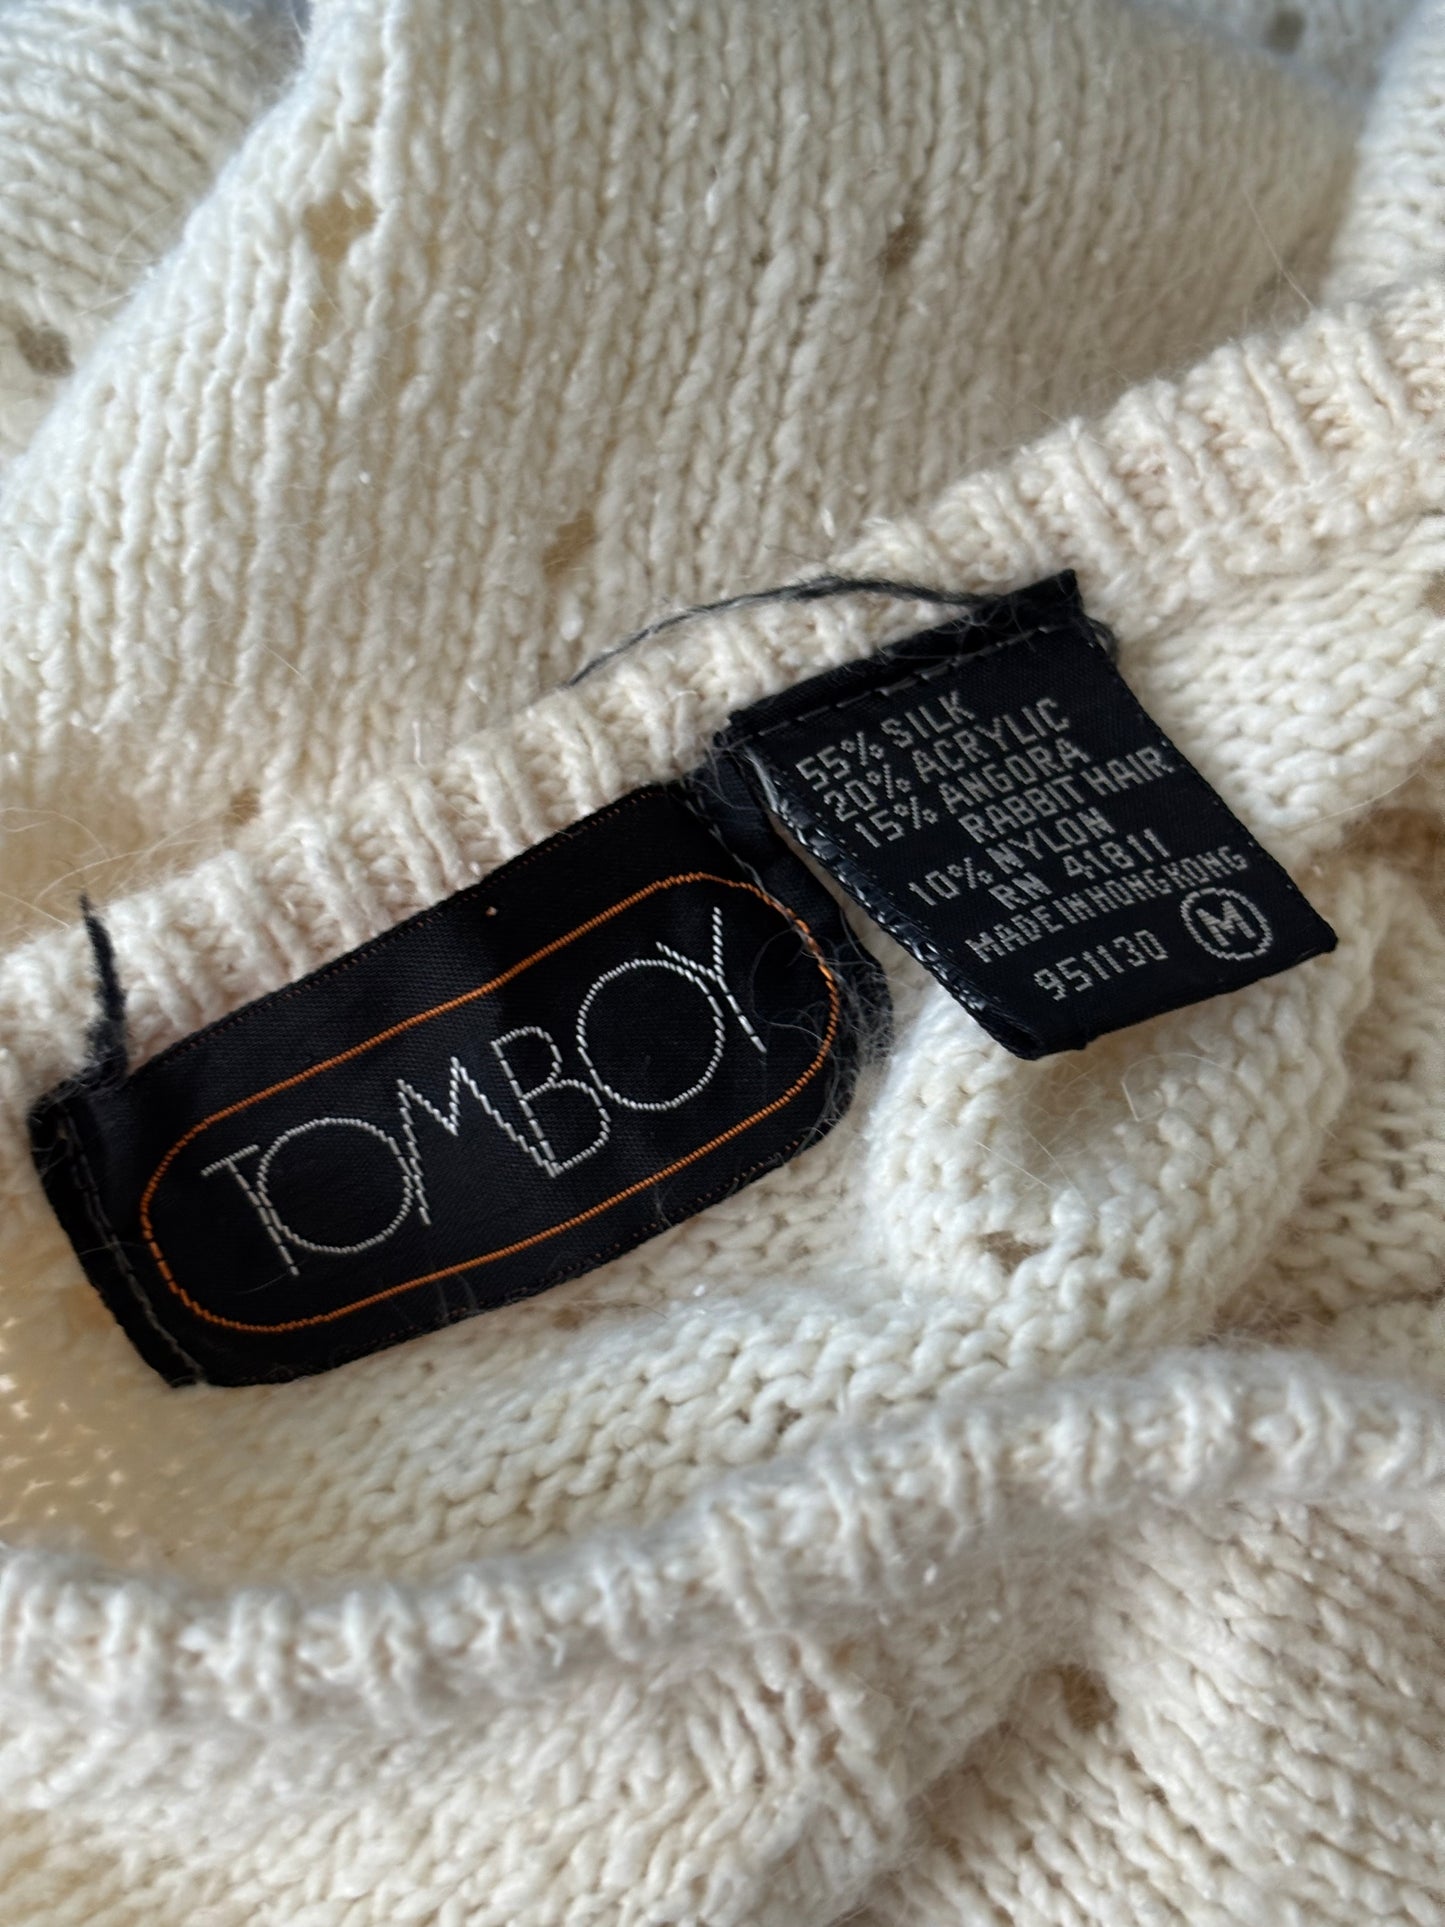 TOMBOY
55% SILK
20% ACRYLIC
15% ANGORA
RABBIT HAIR
10% NYLON
RN 41811
MADE IN HONG KONG
951130 M